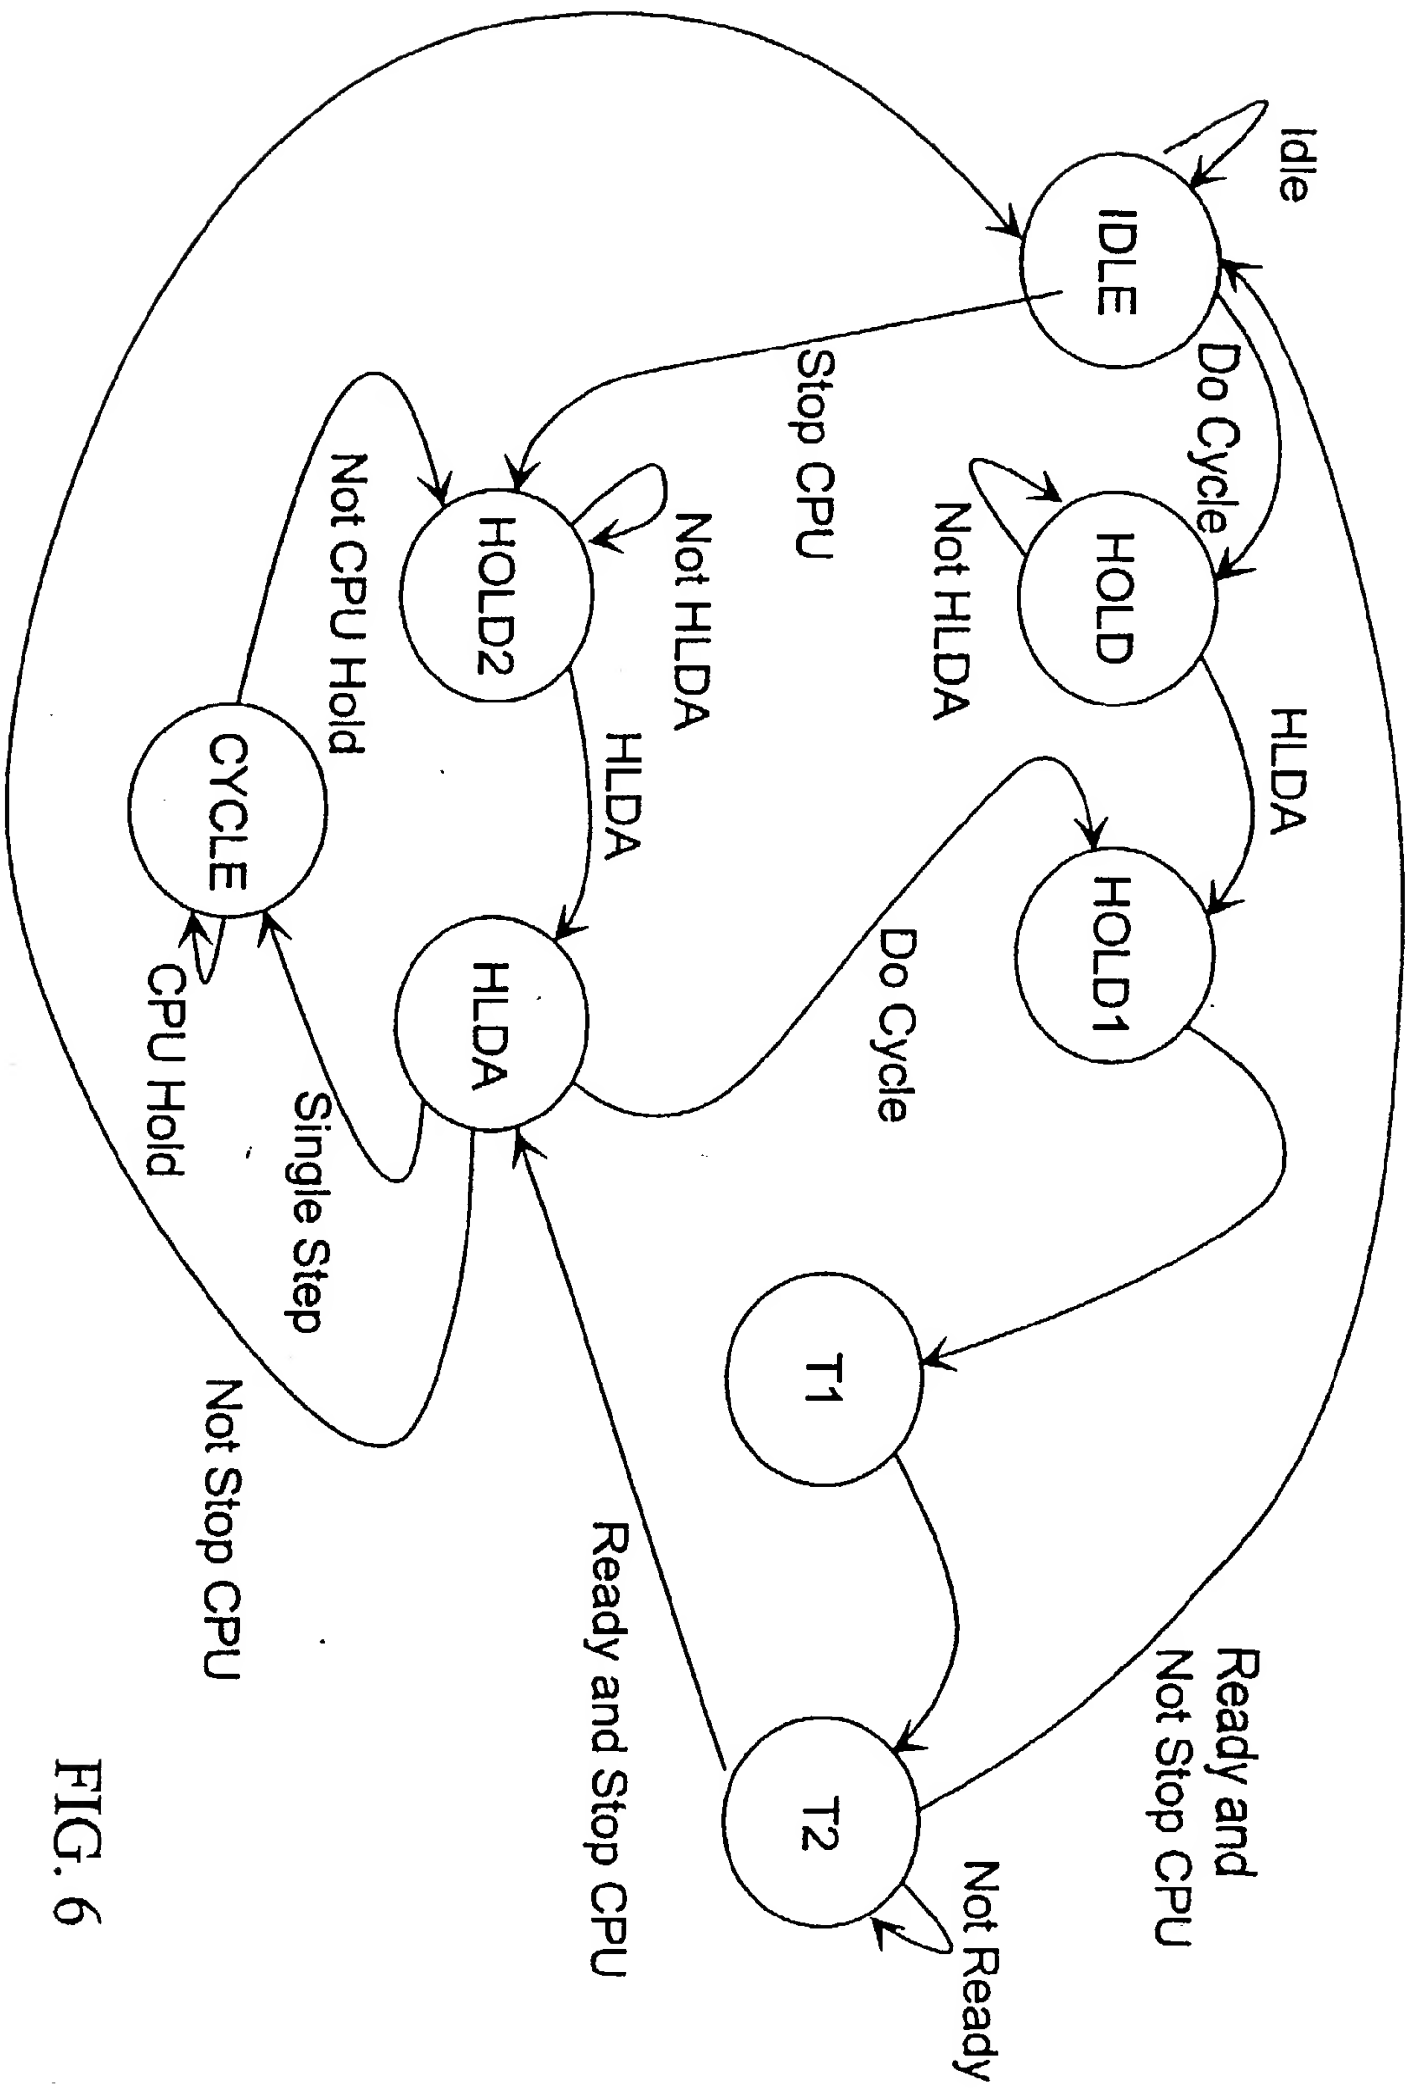 Idle
IDLE
Do Cycle
HOLD
Not HLDA
HLDA
HOLD1
Ready and
Not Stop CPU
Stop CPU
Not HLDA
HOLD2
HLDA
HLDA
Do Cycle
T1
T2
Not Ready
Ready and Stop CPU
Not CPU Hold
CYCLE
CPU Hold
Single Step
Not Stop CPU
FIG. 6